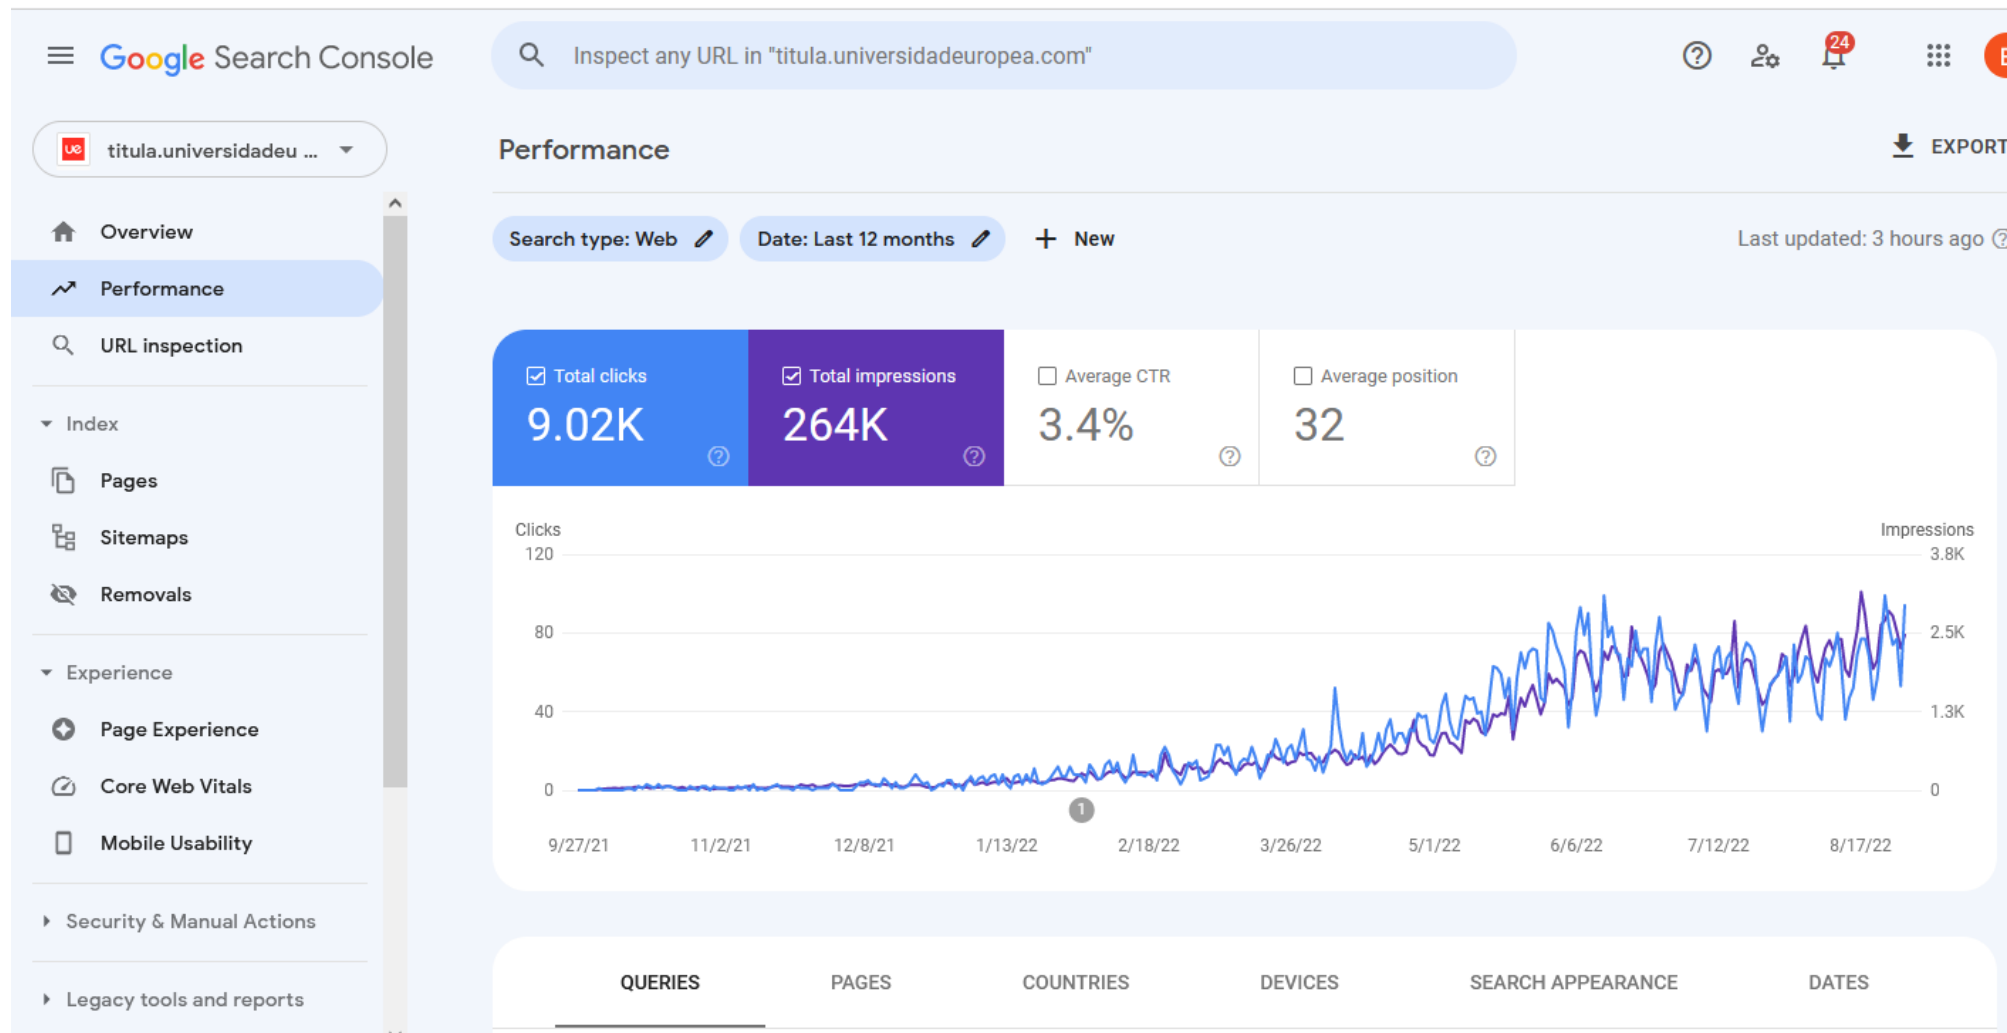 Google Search Console
Inspect any URL in "titula.universidadeuropea.com"
24
ue
titula.universidadeu ...
Performance
EXPORT
Overview
Performance
URL inspection
Index
Pages
Sitemaps
Removals
Experience
Page Experience
Core Web Vitals
Mobile Usability
Security & Manual Actions
Legacy tools and reports
Search type: Web
Date: Last 12 months
New
Last updated: 3 hours ago
Total clicks
9.02K
Total impressions
264K
Average CTR
3.4%
Average position
32
Clicks
Impressions
120
3.8K
80
2.5K
40
1.3K
0
0
1
9/27/21 11/2/21 12/8/21 1/13/22 2/18/22 3/26/22 5/1/22 6/6/22 7/12/22 8/17/22
QUERIES PAGES COUNTRIES DEVICES SEARCH APPEARANCE DATES